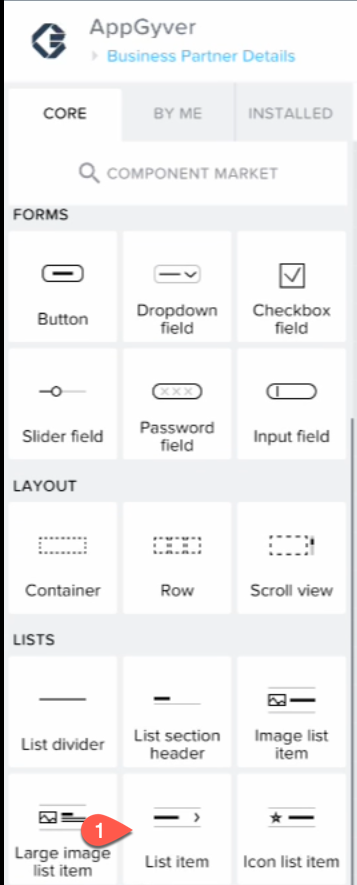 AppGyver
Business Partner Details
CORE
BY ME
INSTALLED
COMPONENT MARKET
FORMS
Button
Dropdown
field
Checkbox
field
Slider field
Password
field
Input field
LAYOUT
Container
Row
Scroll view
LISTS
List divider
List section
header
Image list
item
1
Large image
list item
List item
Icon list item